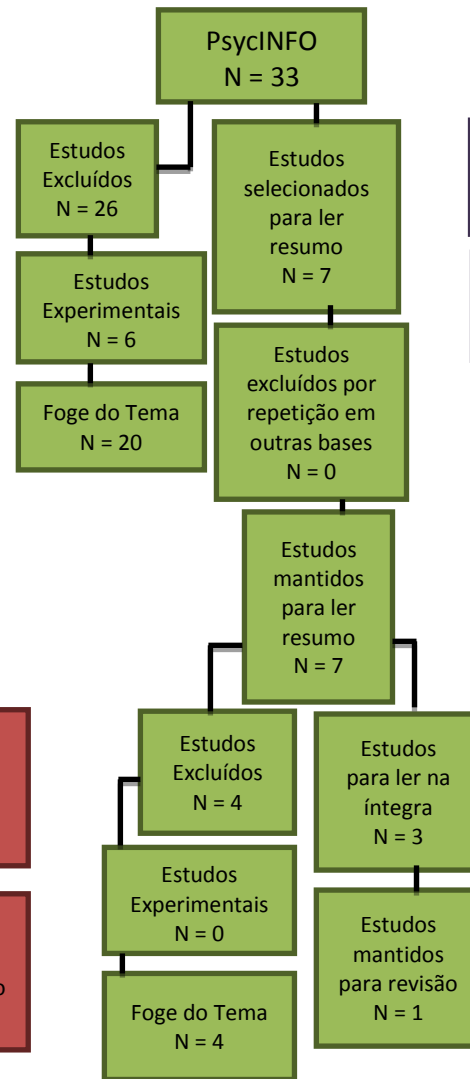 PsycINFO
N = 33
Estudos
Excluídos
N = 26
Estudos
selecionados
para ler
resumo
N = 7
Estudos
Experimentais
N = 6
Foge do Tema
N = 20
Estudos
excluídos por
repetição em
outras bases
N = 0
Estudos
mantidos
para ler
resumo
N = 7
Estudos
Excluídos
N = 4
Estudos
para ler na
íntegra
N = 3
Estudos
Experimentais
N = 0
Estudos
mantidos
para revisão
N = 1
Foge do Tema
N = 4